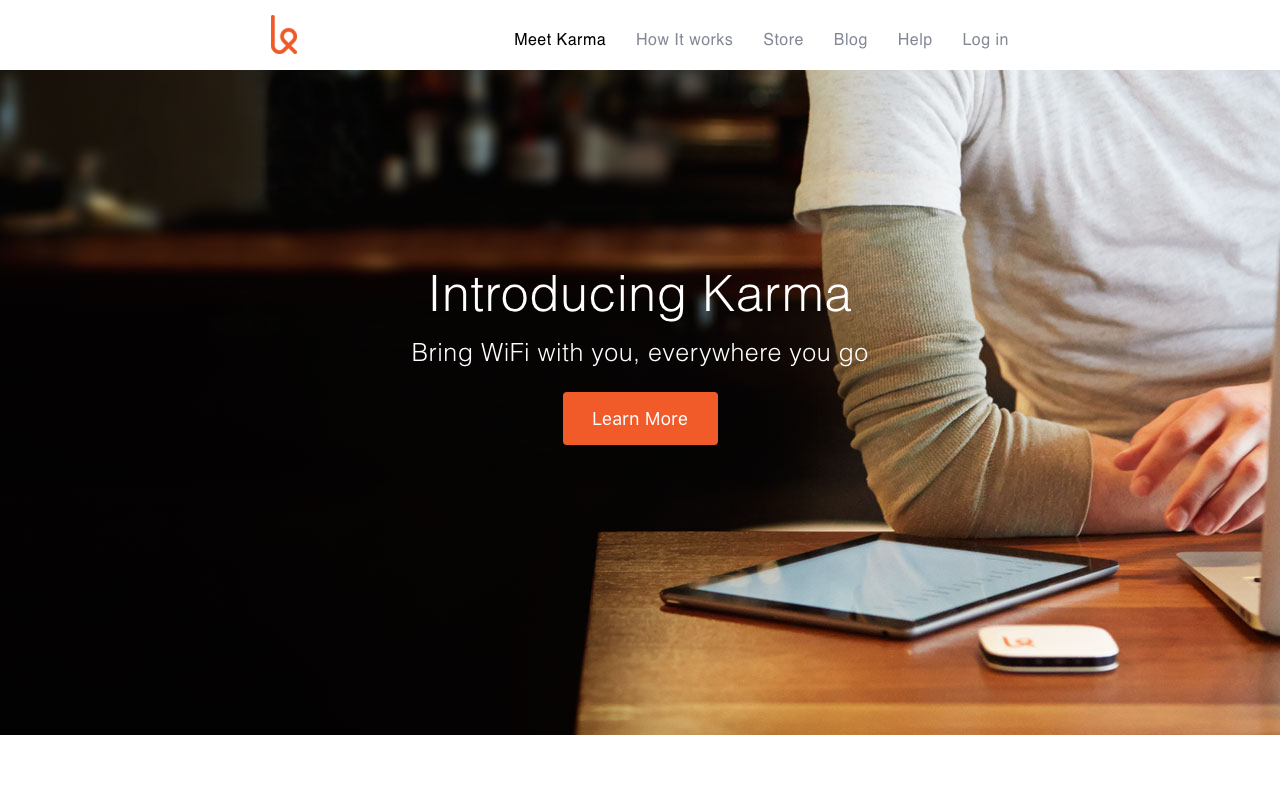 Meet Karma How It works Store Blog Help Log in
Introducing Karma
Bring WiFi with you, everywhere you go
Learn More